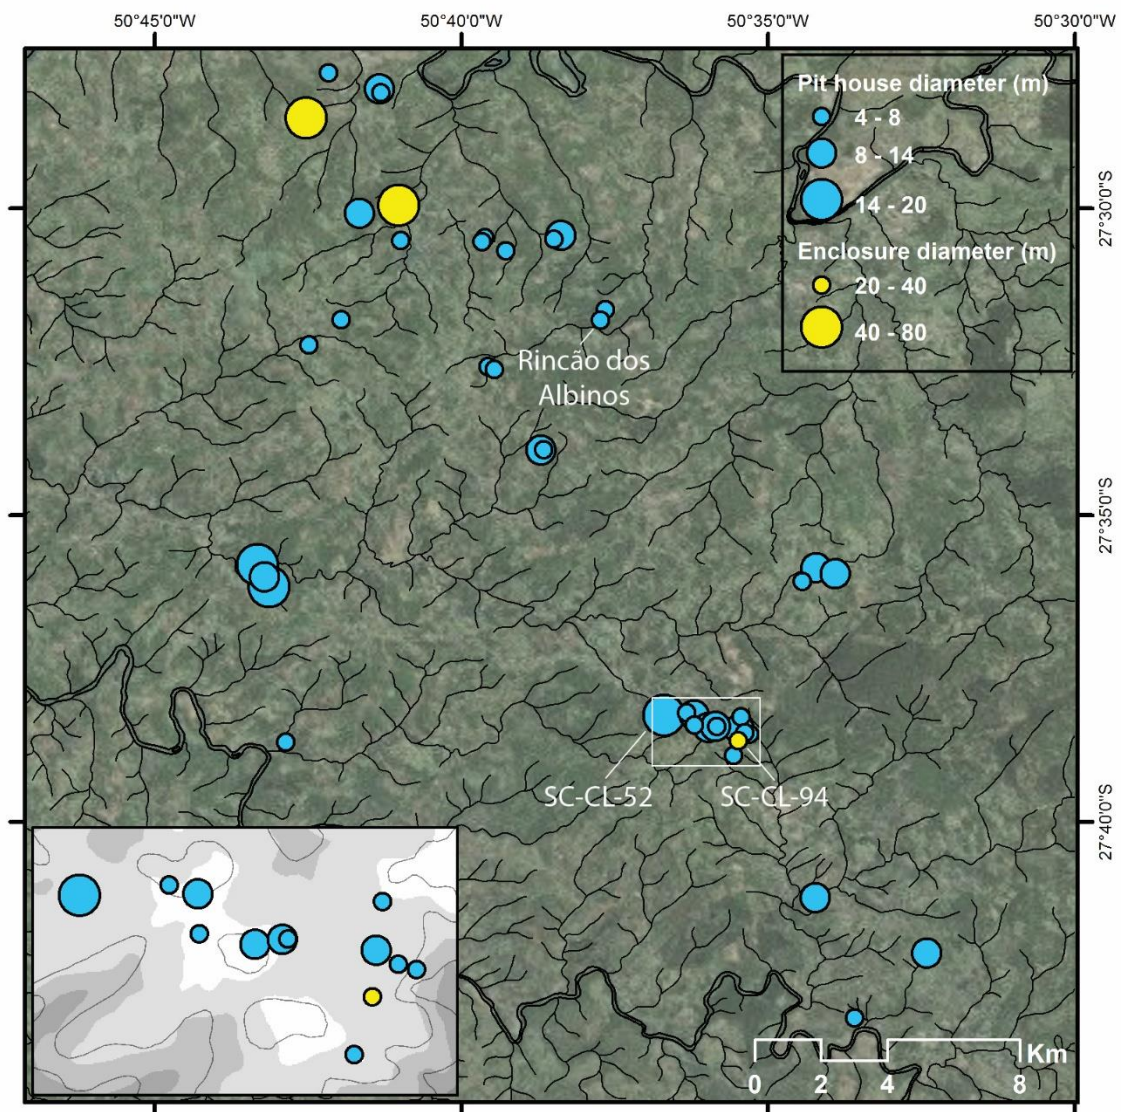 50°45'0"W
50°40'0"W
50°35'0"W
50°30'0"W
Pit house diameter (m)
4 - 8
8 - 14
14 - 20
Enclosure diameter (m)
20 - 40
40 - 80
27°30'0"S
Rincão dos
Albinos
27°35'0"S
SC-CL-52
SC-CL-94
27°40'0"S
Km
0 2 4 8